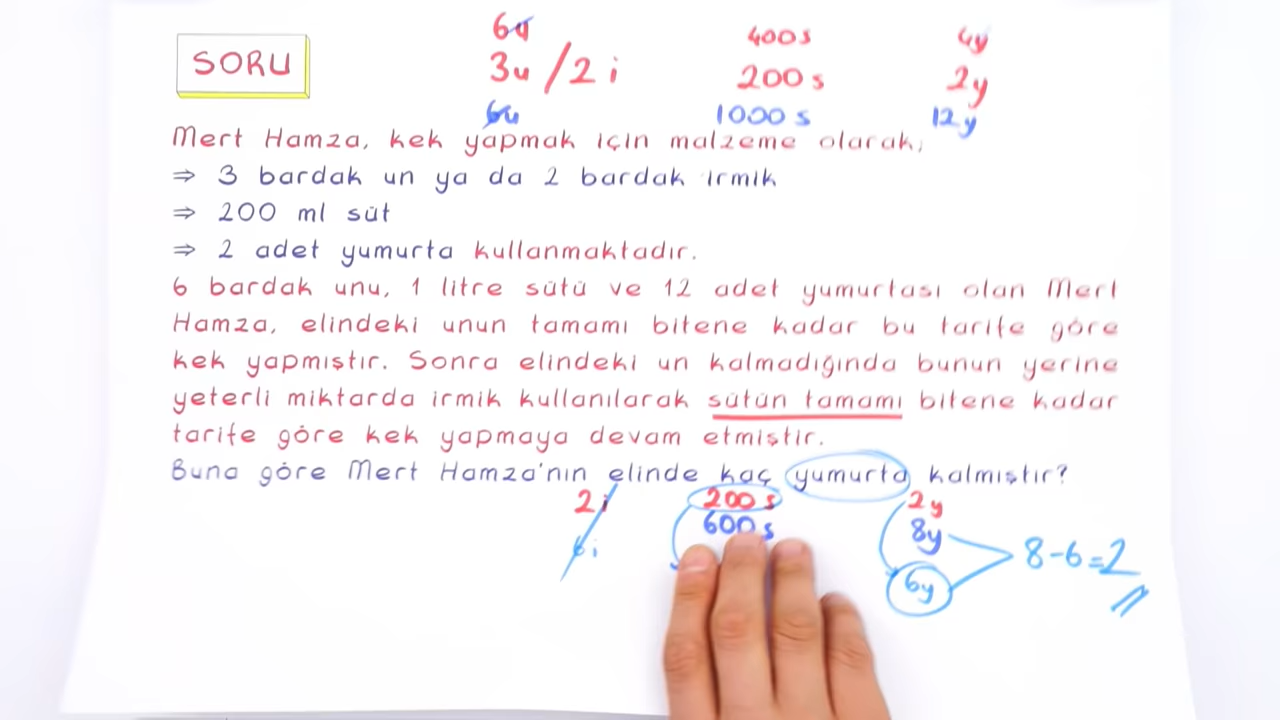 6u 400s 4y
SORU 3u / 2 i 200 s 2y
6u 1000 s 12y
Mert Hamza, kek yapmak için malzeme olarak,
⇒ 3 bardak un ya da 2 bardak irmik
⇒ 200 ml süt
⇒ 2 adet yumurta kullanmaktadır.
6 bardak unu, 1 litre sütü ve 12 adet yumurtası olan Mert
Hamza, elindeki unun tamamı bitene kadar bu tarife göre
kek yapmıştır. Sonra elindeki un kalmadığında bunun yerine
yeterli miktarda irmik kullanılarak sütün tamamı bitene kadar
tarife göre kek yapmaya devam etmiştir.
Buna göre Mert Hamza'nın elinde kaç yumurta kalmıştır?
2i 200 s 2y
600s 8y
6i 6y 8-6=2